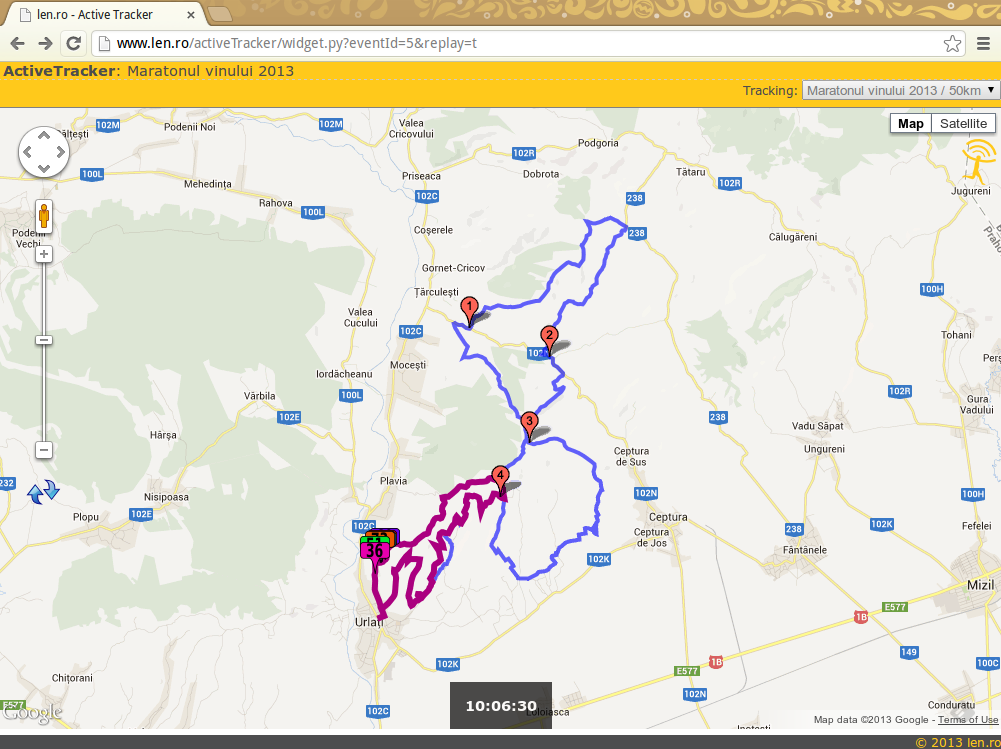 len.ro - Active Tracker
www.len.ro/activeTracker/widget.py?eventId=5&replay=t
ActiveTracker: Maratonul vinului 2013
Tracking: Maratonul vinului 2013 / 50km
Map Satellite
102M
Podenii Noi
102M
Valea
Cricovului
Podgoria
102R
100L
Mehedința
Priseaca
Dobrota
Tătaru
102R
Jugureni
Rahova
100L
102C
238
Podenii
Vechi
Coșerele
238
Călugăreni
Gornet-Cricov
Țărculești
100H
1
Valea
Cucului
102C
2
Tohani
Mocești
Iordăcheanu
100L
102R
Gura
Vadului
Vărbila
102E
3
238
Vadu Săpat
Hârșa
Ungureni
Ceptura
de Sus
4
232
Plavia
Nisipoasa
102N
100H
Plopu
102E
102C
Ceptura
238
102K
Fefelei
Ceptura
de Jos
36
Fântânele
102K
Mizil
E577
1B
Urlați
149
102K
1B
100C
E577
Chițorani
102N
E577
Google
102C
10:06:30
Conduratu
Map data ©2013 Google - Terms of Use
© 2013 len.ro